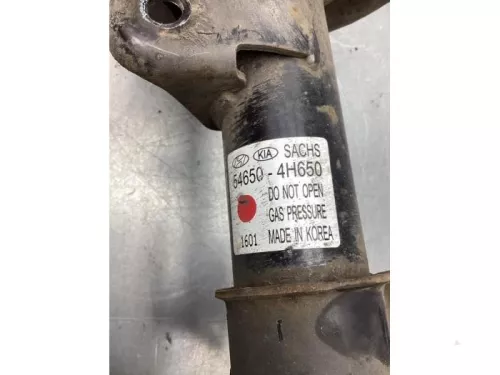 KIA SACHS
54650-4H650
DO NOT OPEN
GAS PRESSURE
1601 MADE IN KOREA